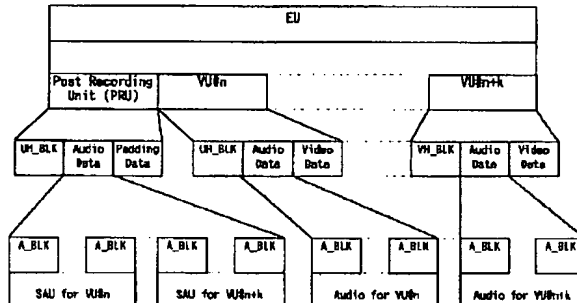 EU
Post Recording
Unit (PRU)
VU#n
VU#n+k
UH_BLK
Audio
Data
Padding
Data
UH_BLK
Audio
Data
Video
Data
VH_BLK
Audio
Data
Video
Data
A_BLK
A_BLK
A_BLK
A_BLK
A_BLK
A_BLK
A_BLK
A_BLK
SAU for VU#n
SAU for VU#n+k
Audio for VU#n
Audio for VU#n+k